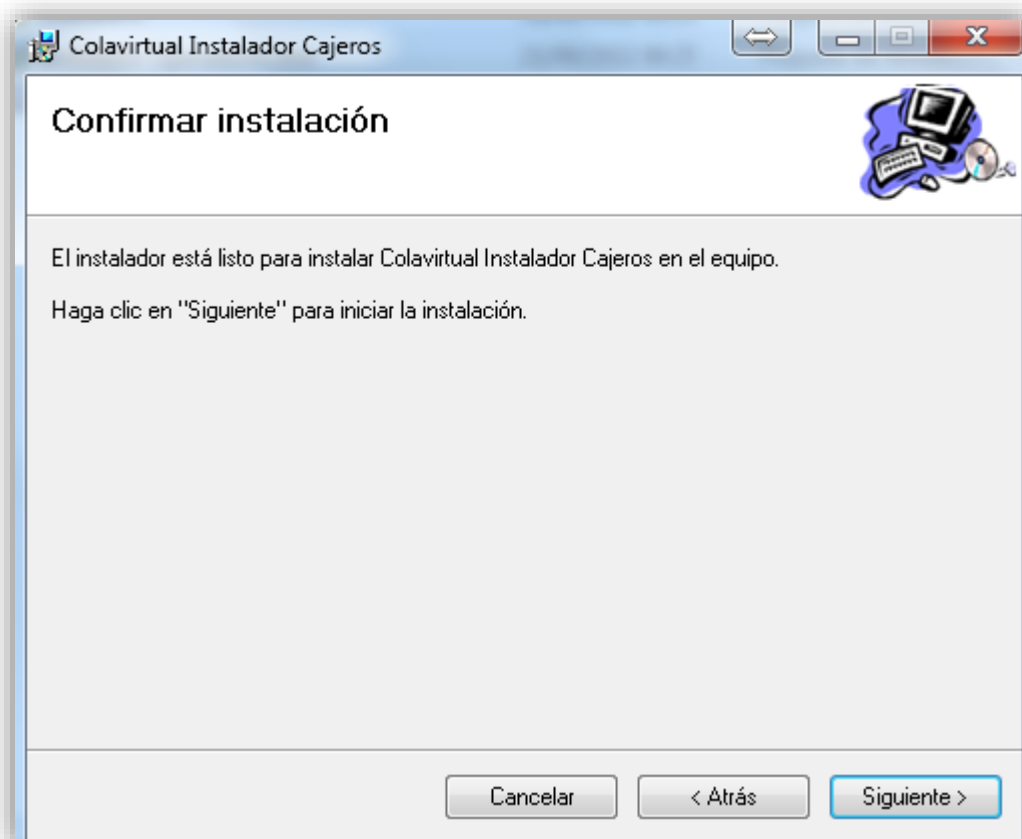 Colavirtual Instalador Cajeros
Confirmar instalación
El instalador está listo para instalar Colavirtual Instalador Cajeros en el equipo.
Haga clic en "Siguiente" para iniciar la instalación.
Cancelar
< Atrás
Siguiente >